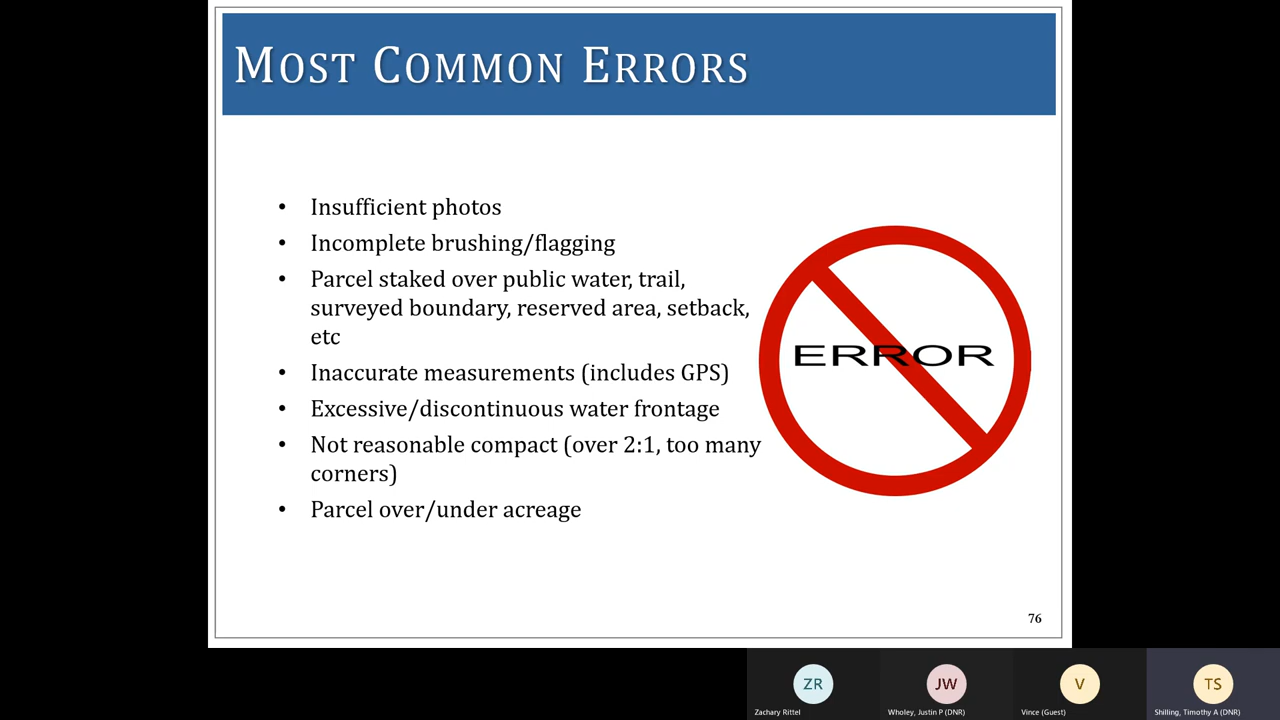 MOST COMMON ERRORS
• Insufficient photos
• Incomplete brushing/flagging
• Parcel staked over public water, trail,
surveyed boundary, reserved area, setback,
etc
• Inaccurate measurements (includes GPS)
• Excessive/discontinuous water frontage
• Not reasonable compact (over 2:1, too many
corners)
• Parcel over/under acreage
ERROR
76
ZR
JW
V
TS
Zachary Rittel
Wholey, Justin P (DNR)
Vince (Guest)
Shilling, Timothy A (DNR)